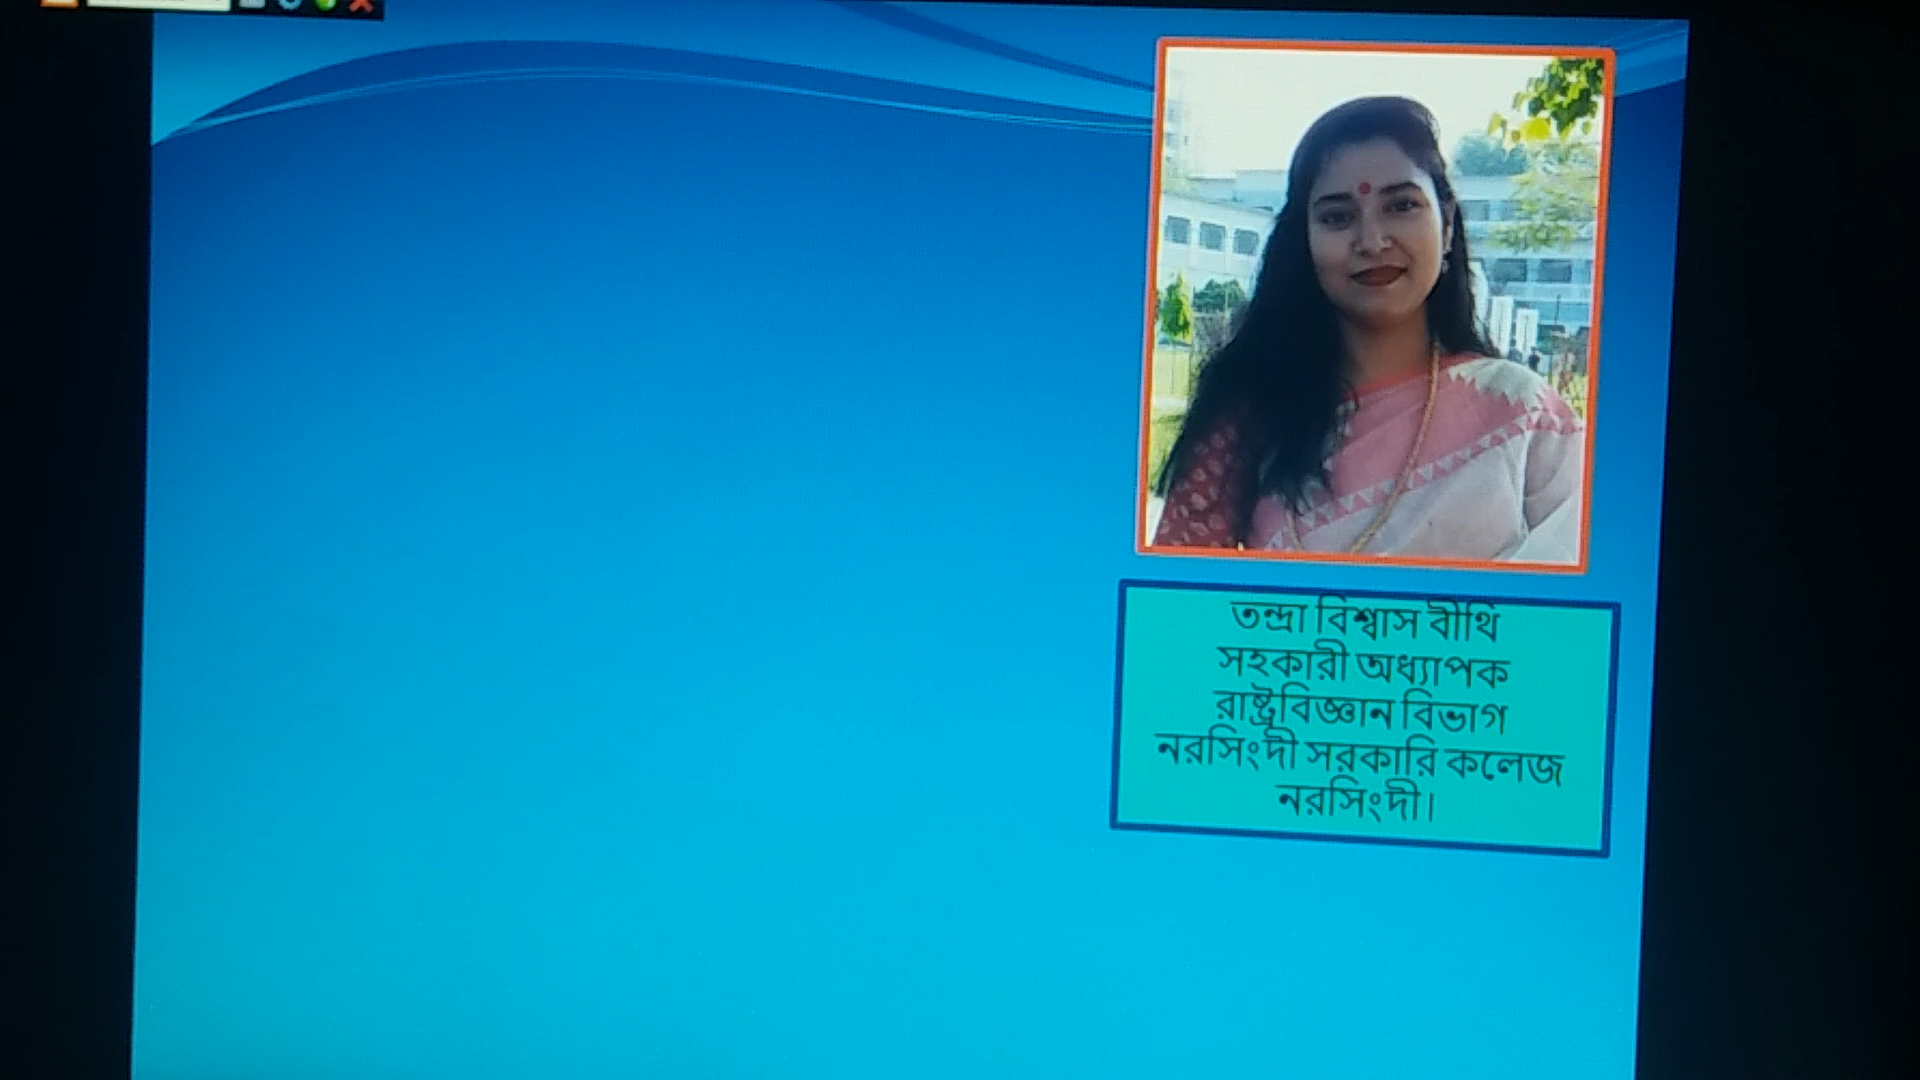 তন্দ্রা বিশ্বাস বীথি
সহকারী অধ্যাপক
রাষ্ট্রবিজ্ঞান বিভাগ
নরসিংদী সরকারি কলেজ
নরসিংদী।